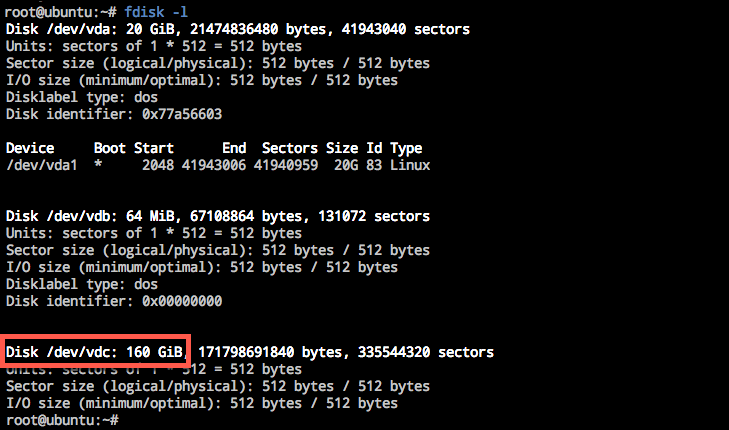 root@ubuntu:~# fdisk -l
Disk /dev/vda: 20 GiB, 21474836480 bytes, 41943040 sectors
Units: sectors of 1 * 512 = 512 bytes
Sector size (logical/physical): 512 bytes / 512 bytes
I/O size (minimum/optimal): 512 bytes / 512 bytes
Disklabel type: dos
Disk identifier: 0x77a56603
Device Boot Start End Sectors Size Id Type
/dev/vda1 * 2048 41943006 41940959 20G 83 Linux
Disk /dev/vdb: 64 MiB, 67108864 bytes, 131072 sectors
Units: sectors of 1 * 512 = 512 bytes
Sector size (logical/physical): 512 bytes / 512 bytes
I/O size (minimum/optimal): 512 bytes / 512 bytes
Disklabel type: dos
Disk identifier: 0x00000000
Disk /dev/vdc: 160 GiB, 171798691840 bytes, 335544320 sectors
Units: sectors of 1 * 512 = 512 bytes
Sector size (logical/physical): 512 bytes / 512 bytes
I/O size (minimum/optimal): 512 bytes / 512 bytes
root@ubuntu:~#